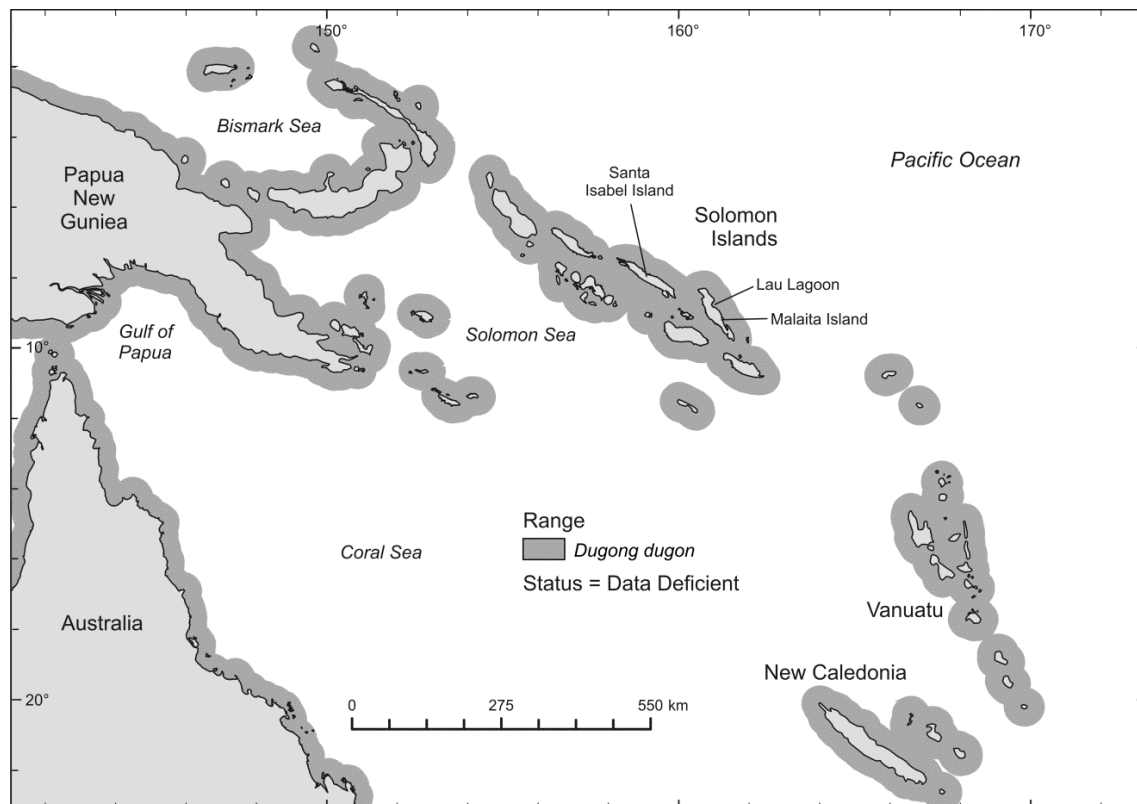 150°
160°
170°
Bismark Sea
Pacific Ocean
Papua
New
Guniea
Santa
Isabel Island
Solomon
Islands
Lau Lagoon
Malaita Island
Gulf of
Papua
Solomon Sea
10°
Range
Dugong dugon
Status = Data Deficient
Coral Sea
Australia
Vanuatu
New Caledonia
20°
0
275
550 km